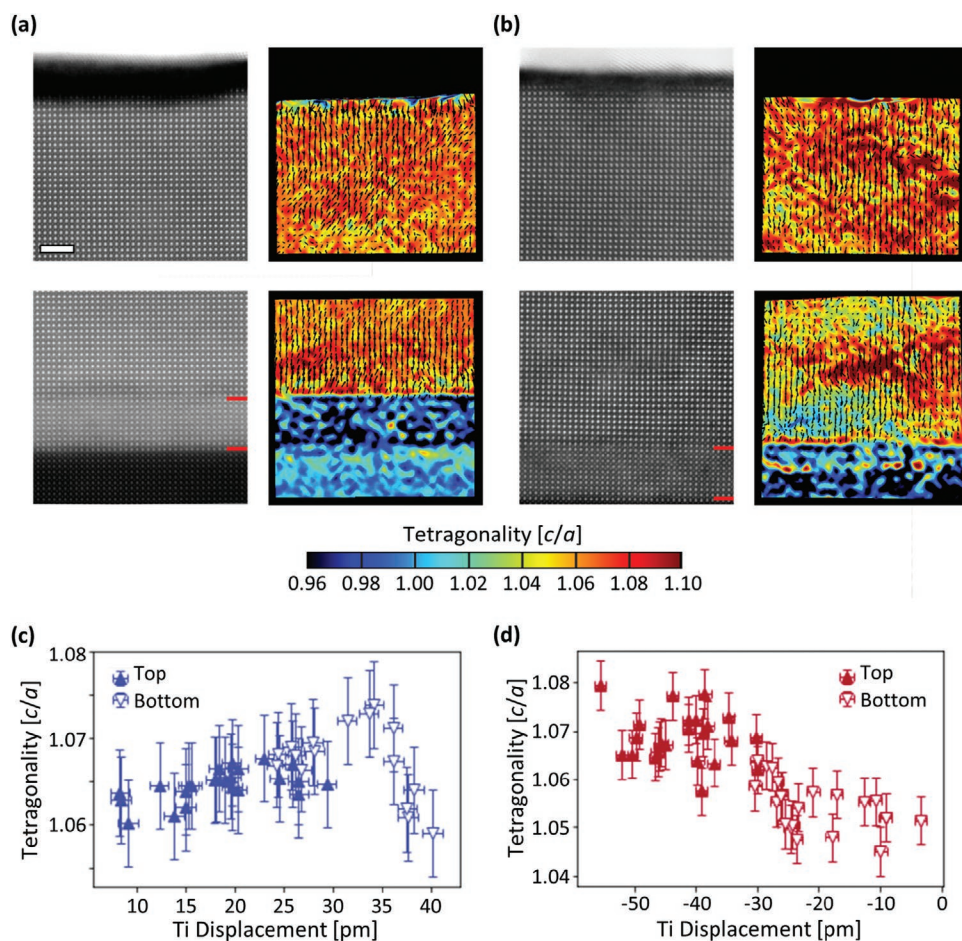 (a)
(b)
Tetragonality [c/a]
0.96 0.98 1.00 1.02 1.04 1.06 1.08 1.10
(c)
(d)
1.08
1.07
1.06
Tetragonality [c/a]
Top
Bottom
10 15 20 25 30 35 40
Ti Displacement [pm]
1.08
1.07
1.06
1.05
1.04
Tetragonality [c/a]
Top
Bottom
-50 -40 -30 -20 -10 0
Ti Displacement [pm]